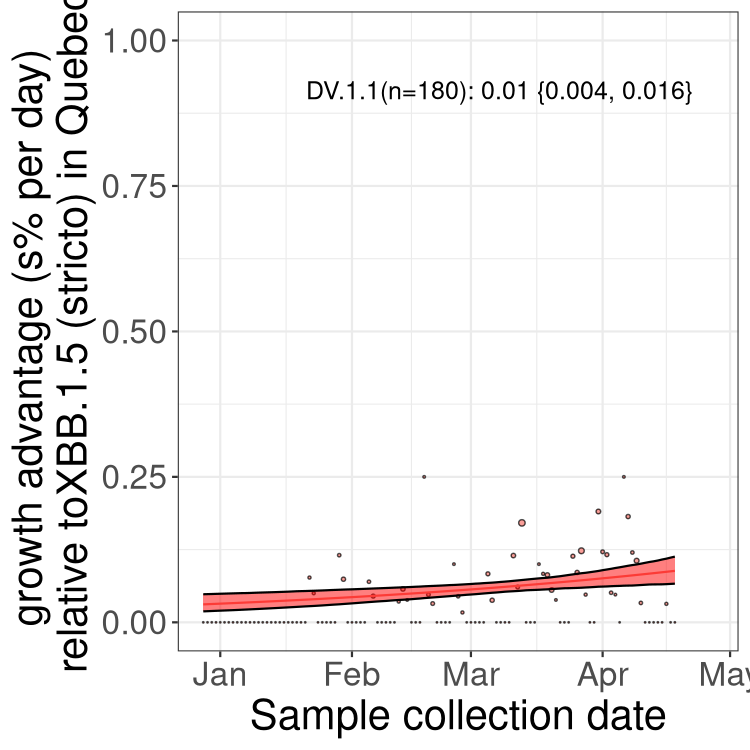 growth advantage (s% per day)
relative toXBB.1.5 (stricto) in Quebec
1.00
0.75
0.50
0.25
0.00
DV.1.1(n=180): 0.01 {0.004, 0.016}
Jan Feb Mar Apr May
Sample collection date